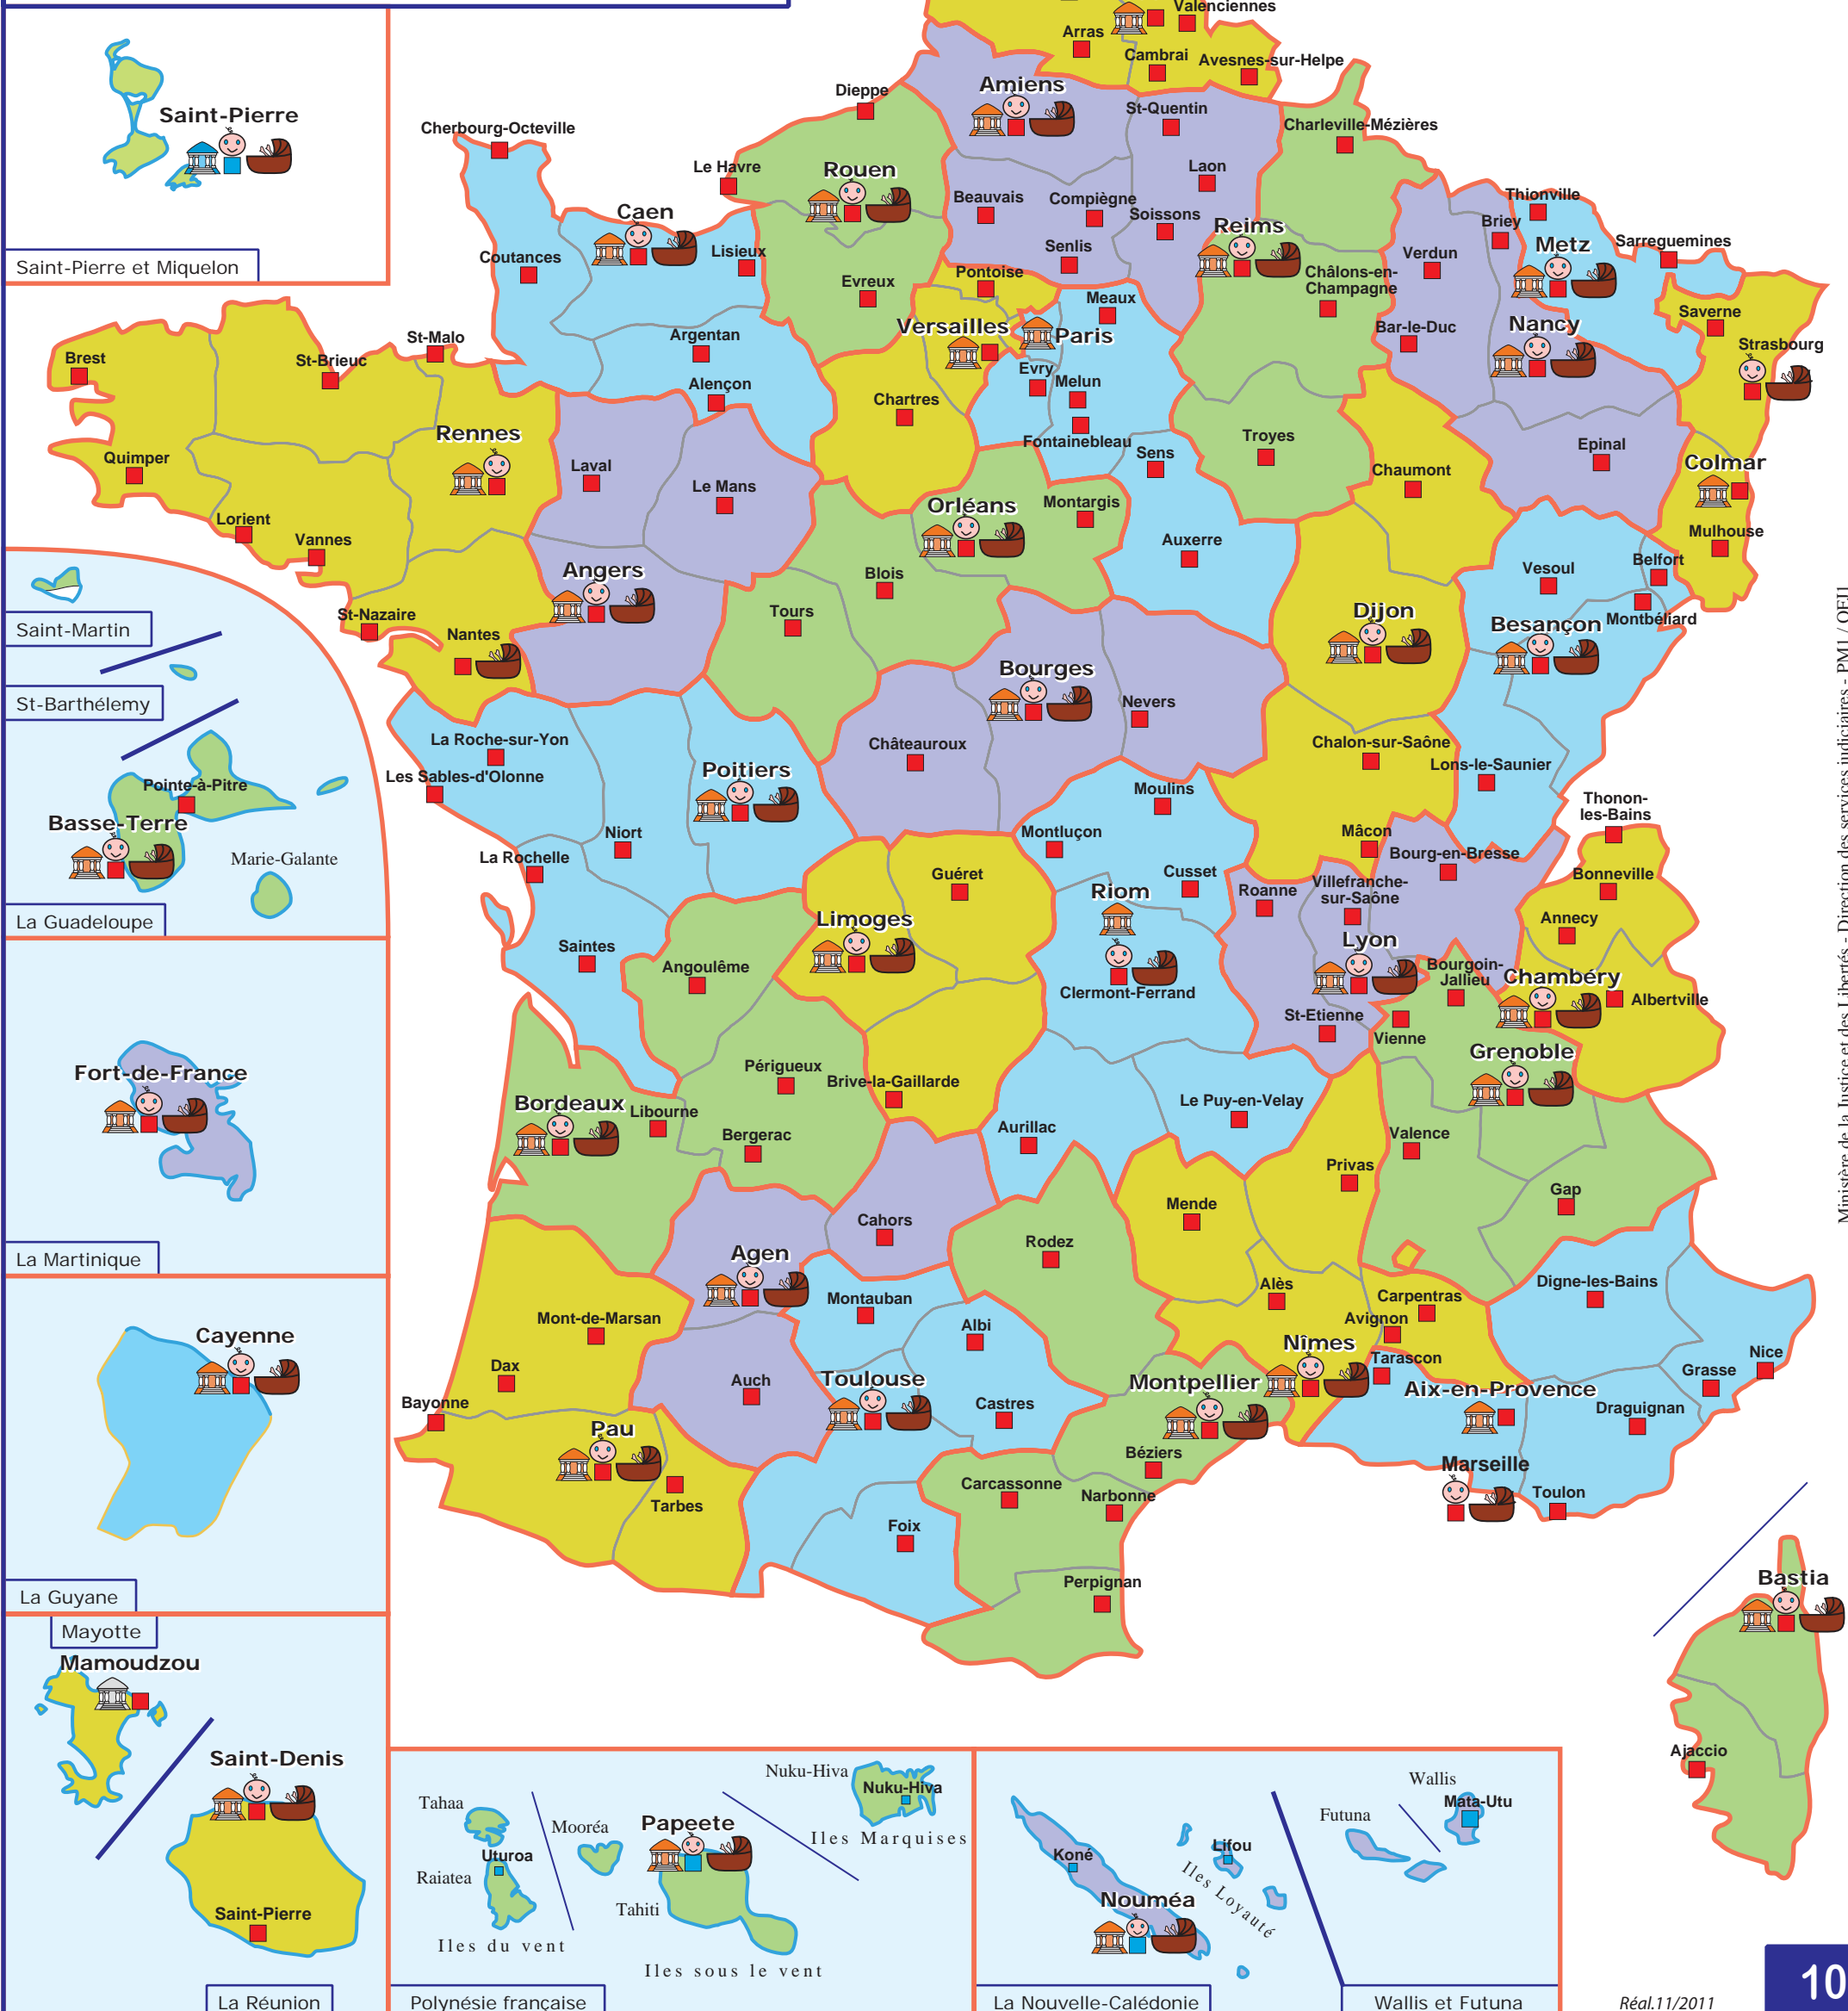 Valenciennes
Arras
Cambrai
Avesnes-sur-Helpe
Saint-Pierre
Saint-Pierre et Miquelon
Dieppe
Amiens
St-Quentin
Charleville-Mézières
Cherbourg-Octeville
Le Havre
Rouen
Laon
Beauvais
Compiègne
Soissons
Thionville
Caen
Reims
Briey
Metz
Sarreguemines
Coutances
Lisieux
Senlis
Verdun
Evreux
Pontoise
Châlons-en-
Champagne
Meaux
Saverne
Versailles
Paris
Bar-le-Duc
Nancy
Strasbourg
St-Malo
Argentan
Brest
St-Brieuc
Evry
Melun
Alençon
Chartres
Rennes
Fontainebleau
Troyes
Epinal
Quimper
Laval
Sens
Chaumont
Colmar
Le Mans
Orléans
Montargis
Lorient
Vannes
Auxerre
Mulhouse
Angers
Blois
Vesoul
Belfort
St-Nazaire
Tours
Dijon
Besançon
Montbéliard
Nantes
Saint-Martin
St-Barthélemy
Bourges
Nevers
La Roche-sur-Yon
Châteauroux
Chalon-sur-Saône
Les Sables-d'Olonne
Poitiers
Lons-le-Saunier
Pointe-à-Pitre
Moulins
Thonon-
les-Bains
Basse-Terre
Marie-Galante
La Guadeloupe
Niort
Montluçon
Mâcon
La Rochelle
Bourg-en-Bresse
Guéret
Cusset
Bonneville
Riom
Roanne
Villefranche-
sur-Saône
Limoges
Annecy
Saintes
Lyon
Angoulême
Bourgoin-
Jallieu
Chambéry
Clermont-Ferrand
Albertville
St-Etienne
Vienne
Grenoble
Fort-de-France
La Martinique
Périgueux
Brive-la-Gaillarde
Bordeaux
Libourne
Le Puy-en-Velay
Bergerac
Aurillac
Valence
Privas
Gap
Mende
Cahors
Rodez
Agen
Montauban
Alès
Carpentras
Digne-les-Bains
Mont-de-Marsan
Albi
Avignon
Nîmes
Tarascon
Nice
Dax
Auch
Toulouse
Montpellier
Aix-en-Provence
Grasse
Bayonne
Castres
Draguignan
Pau
Béziers
Marseille
Tarbes
Carcassonne
Narbonne
Toulon
Foix
Perpignan
Bastia
Ajaccio
Cayenne
La Guyane
Mayotte
Mamoudzou
Saint-Denis
Saint-Pierre
La Réunion
Tahaa
Mooréa
Papeete
Nuku-Hiva
Nuku-Hiva
Iles Marquises
Uturoa
Raiatea
Tahiti
Iles du vent
Iles sous le vent
Polynésie française
Koné
Lifou
Iles Loyauté
Nouméa
La Nouvelle-Calédonie
Wallis
Mata-Utu
Futuna
Wallis et Futuna
Ministère de la Justice et des Libertés - Direction des services judiciaires - PM1 / OFJ1
Réal.11/2011
10